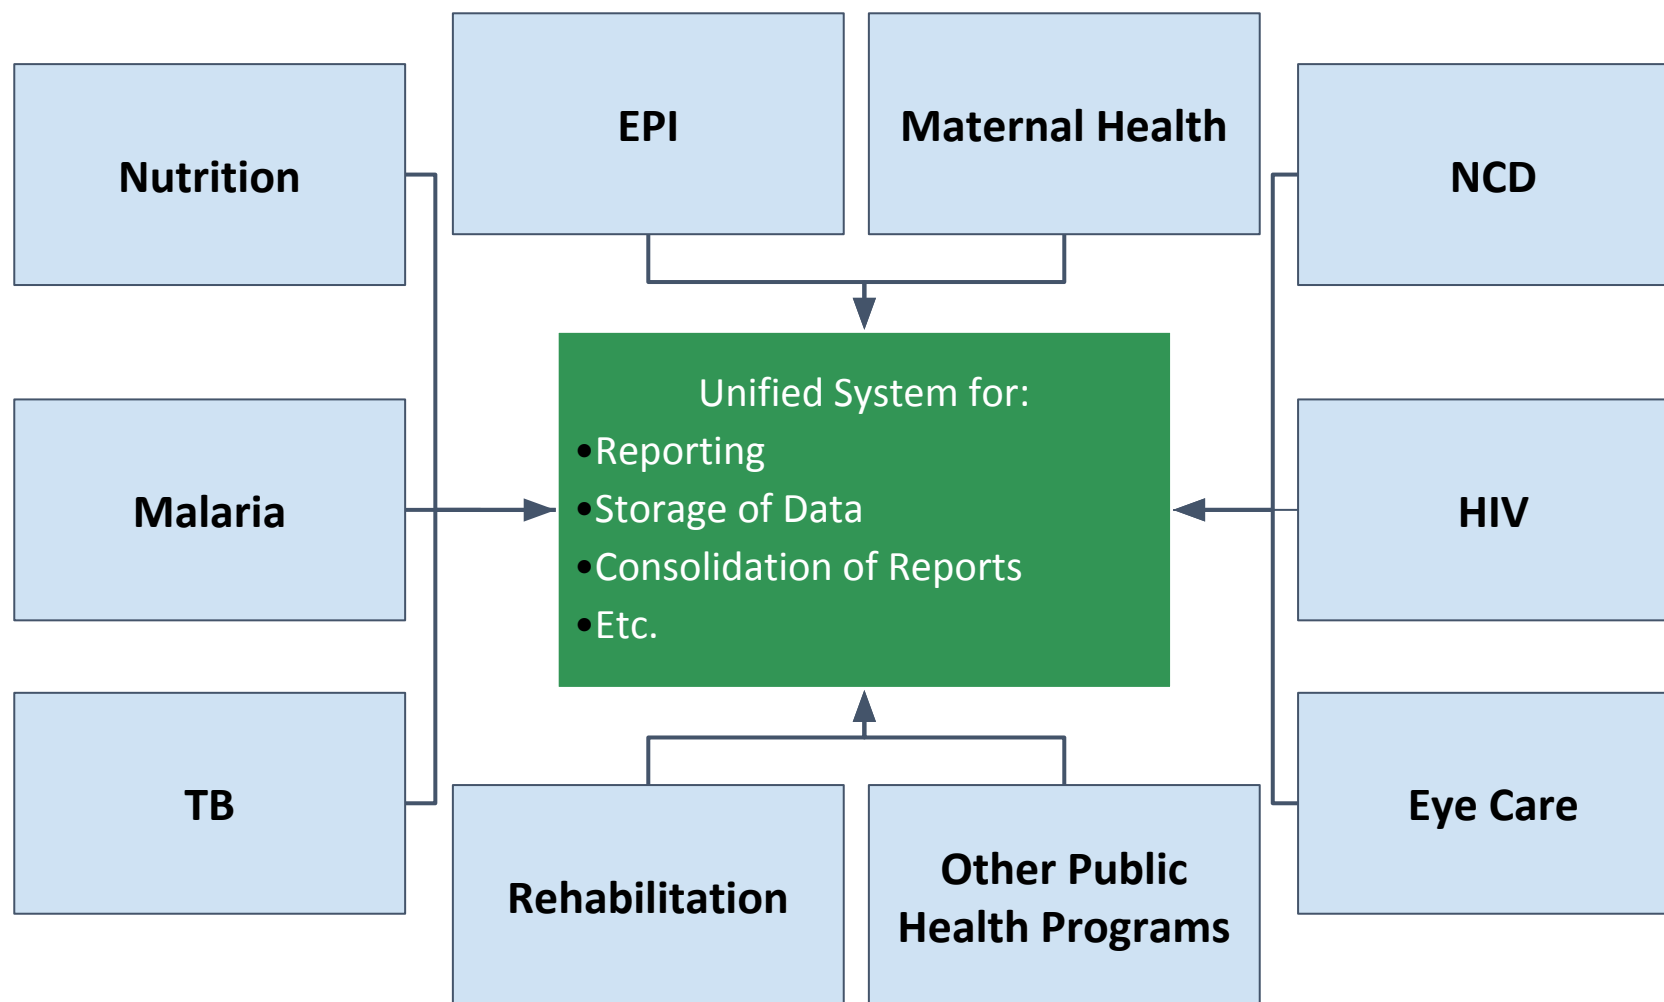 EPI
Maternal Health
Nutrition
NCD
Unified System for:
•Reporting
•Storage of Data
•Consolidation of Reports
•Etc.
Malaria
HIV
TB
Eye Care
Rehabilitation
Other Public
Health Programs